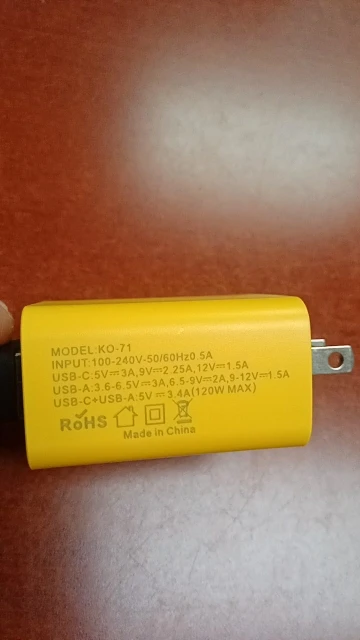 MODEL:KO-71
INPUT:100-240V-50/60Hz0.5A
USB-C:5V⎓3A,9V⎓2.25A,12V⎓1.5A
USB-A:3.6-6.5V⎓3A,6.5-9V⎓2A,9-12V⎓1.5A
USB-C+USB-A:5V⎓3.4A(120W MAX)
RoHS
Made in China